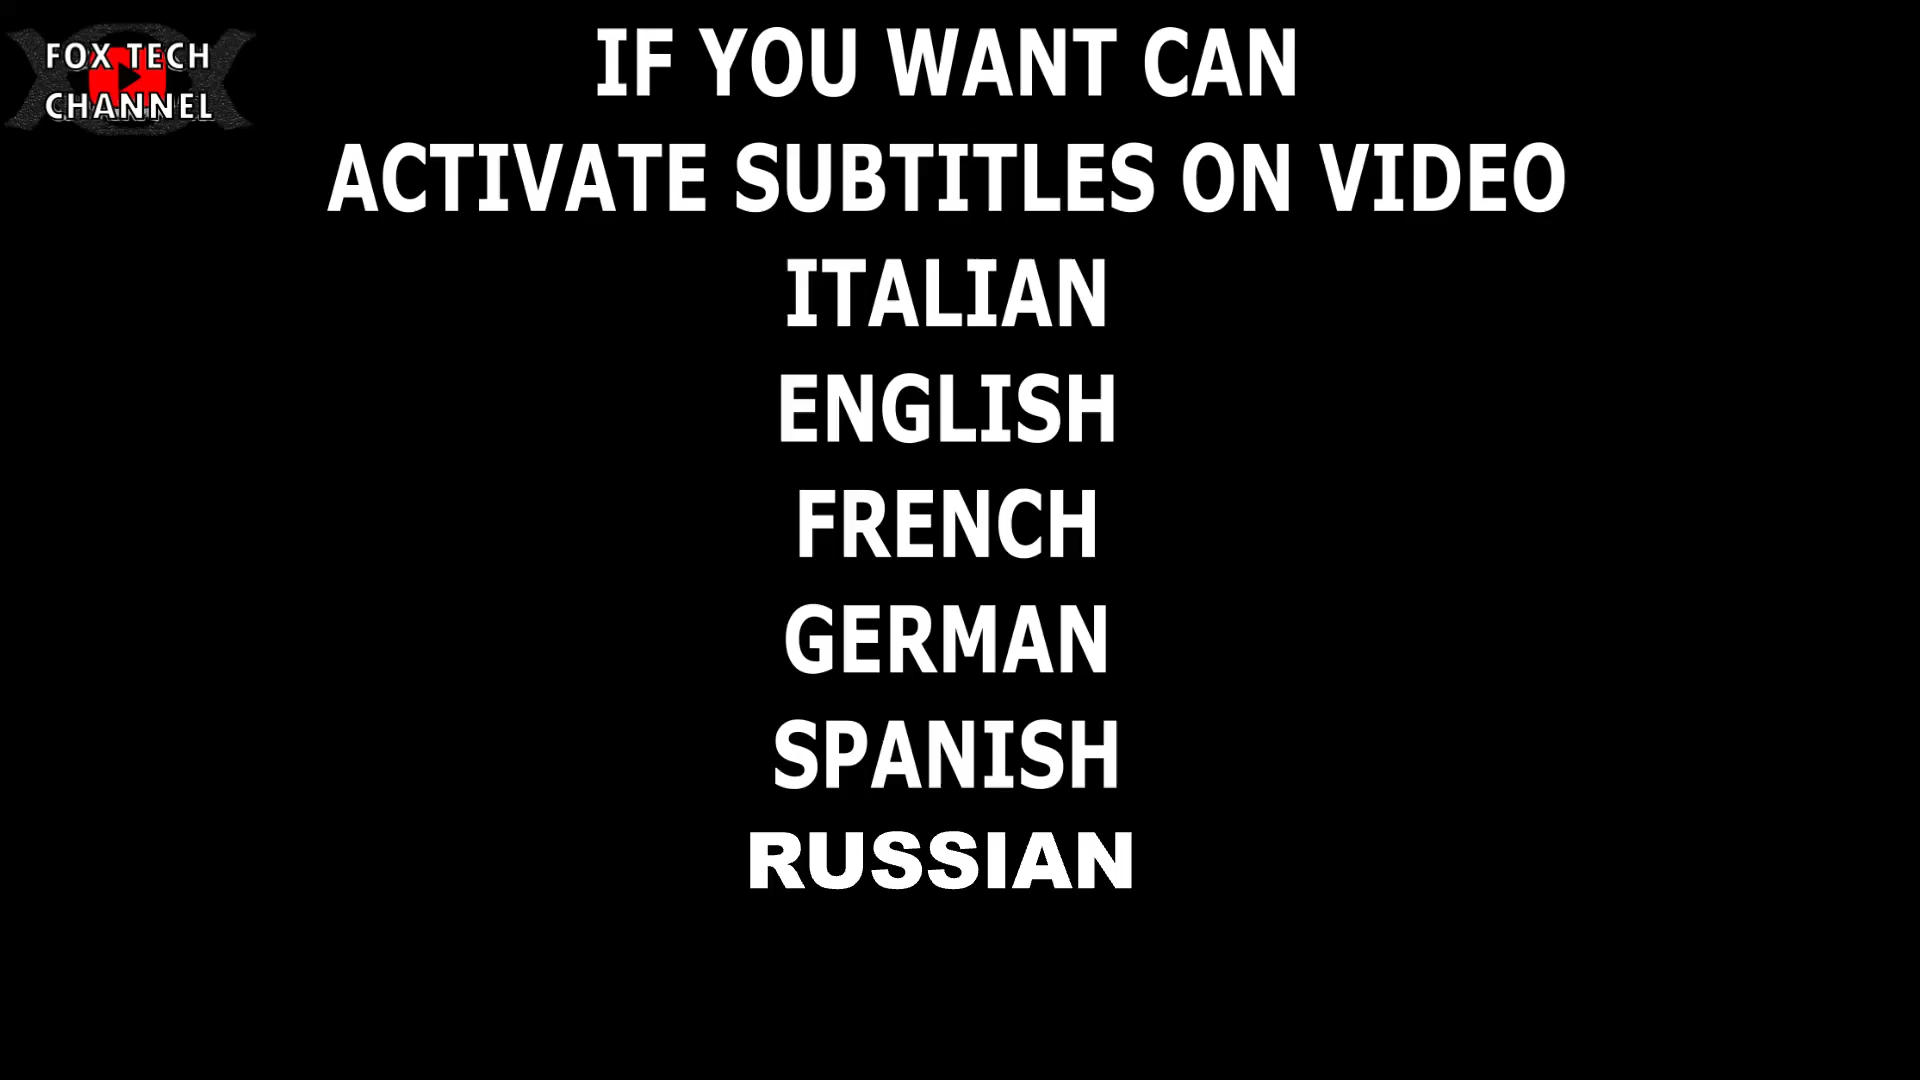 FOX TECH
CHANNEL
IF YOU WANT CAN
ACTIVATE SUBTITLES ON VIDEO
ITALIAN
ENGLISH
FRENCH
GERMAN
SPANISH
RUSSIAN